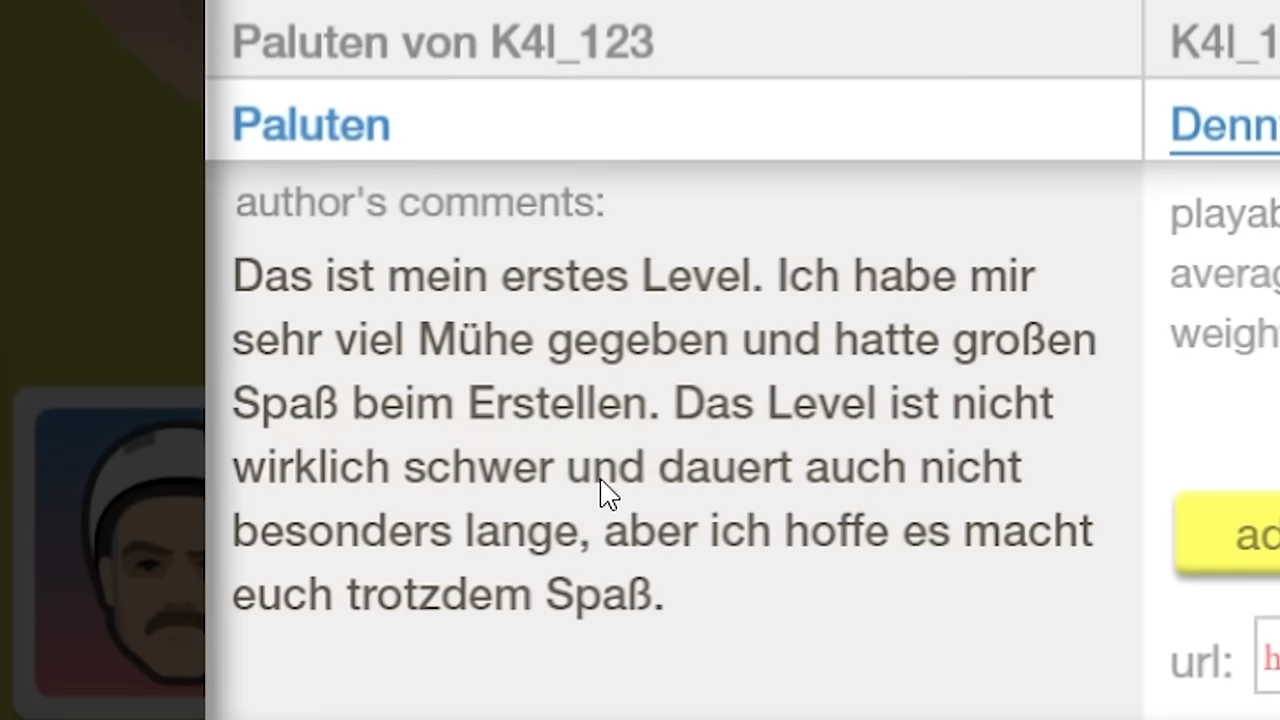 Paluten von K4l_123
Paluten
author's comments:
Das ist mein erstes Level. Ich habe mir
sehr viel Mühe gegeben und hatte großen
Spaß beim Erstellen. Das Level ist nicht
wirklich schwer und dauert auch nicht
besonders lange, aber ich hoffe es macht
euch trotzdem Spaß.
url: